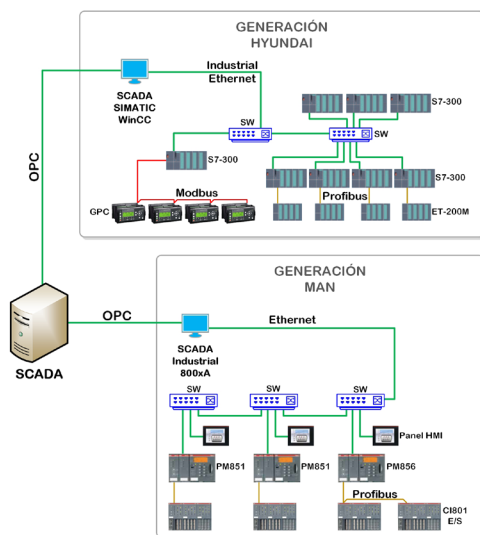 GENERACIÓN
HYUNDAI
Industrial
Ethernet
SCADA
SIMATIC
WinCC
SW
SW
S7-300
S7-300
S7-300
Modbus
Profibus
GPC
ET-200M
OPC
GENERACIÓN
MAN
OPC
Ethernet
SCADA
SCADA
Industrial
800xA
SW
SW
SW
Panel HMI
PM851
PM851
PM856
Profibus
CI801
E/S